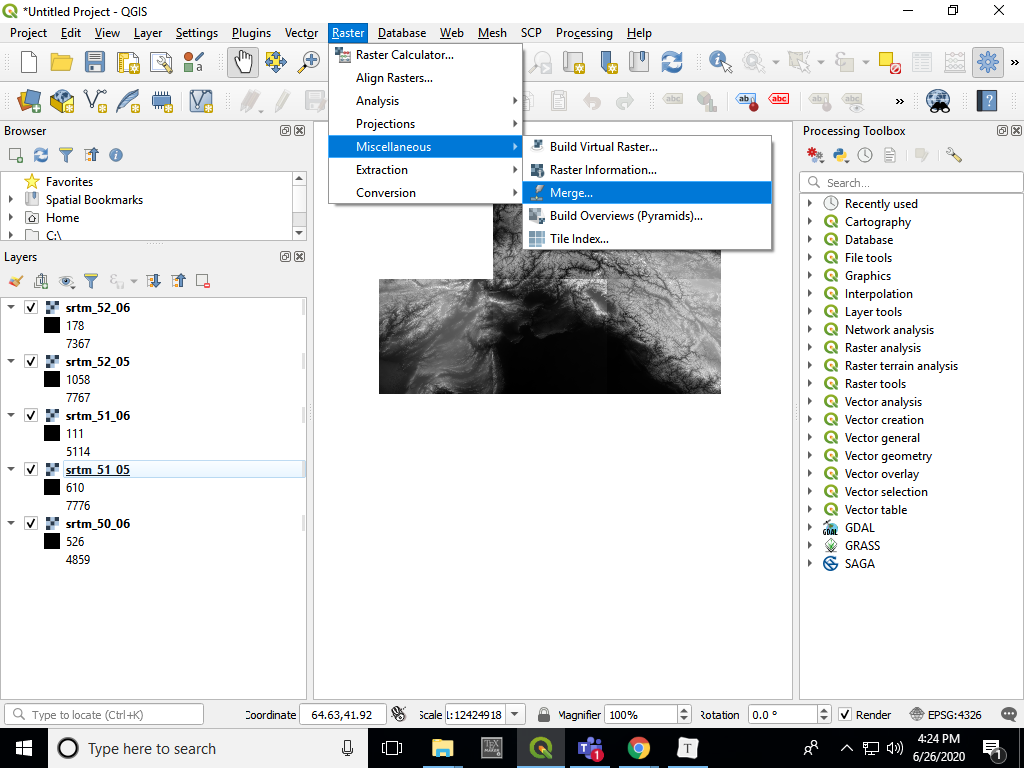 *Untitled Project - QGIS
Project Edit View Layer Settings Plugins Vector Raster Database Web Mesh SCP Processing Help
Raster Calculator...
Align Rasters...
Analysis
Projections
Miscellaneous
Extraction
Conversion
Build Virtual Raster...
Raster Information...
Merge...
Build Overviews (Pyramids)...
Tile Index...
Browser
Favorites
Spatial Bookmarks
Home
C:\
Layers
srtm_52_06
178
7367
srtm_52_05
1058
7767
srtm_51_06
111
5114
srtm_51_05
610
7776
srtm_50_06
526
4859
Processing Toolbox
Search...
Recently used
Cartography
Database
File tools
Graphics
Interpolation
Layer tools
Network analysis
Raster analysis
Raster terrain analysis
Raster tools
Vector analysis
Vector creation
Vector general
Vector geometry
Vector overlay
Vector selection
Vector table
GDAL
GRASS
SAGA
Type to locate (Ctrl+K) Coordinate 64.63,41.92 Scale 1:12424918 Magnifier 100% Rotation 0.0 ° Render EPSG:4326
Type here to search
4:24 PM
6/26/2020